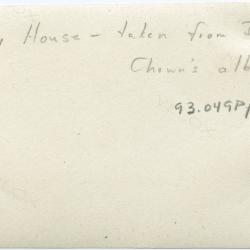 House - taken from
Chown's alb
93.049P/